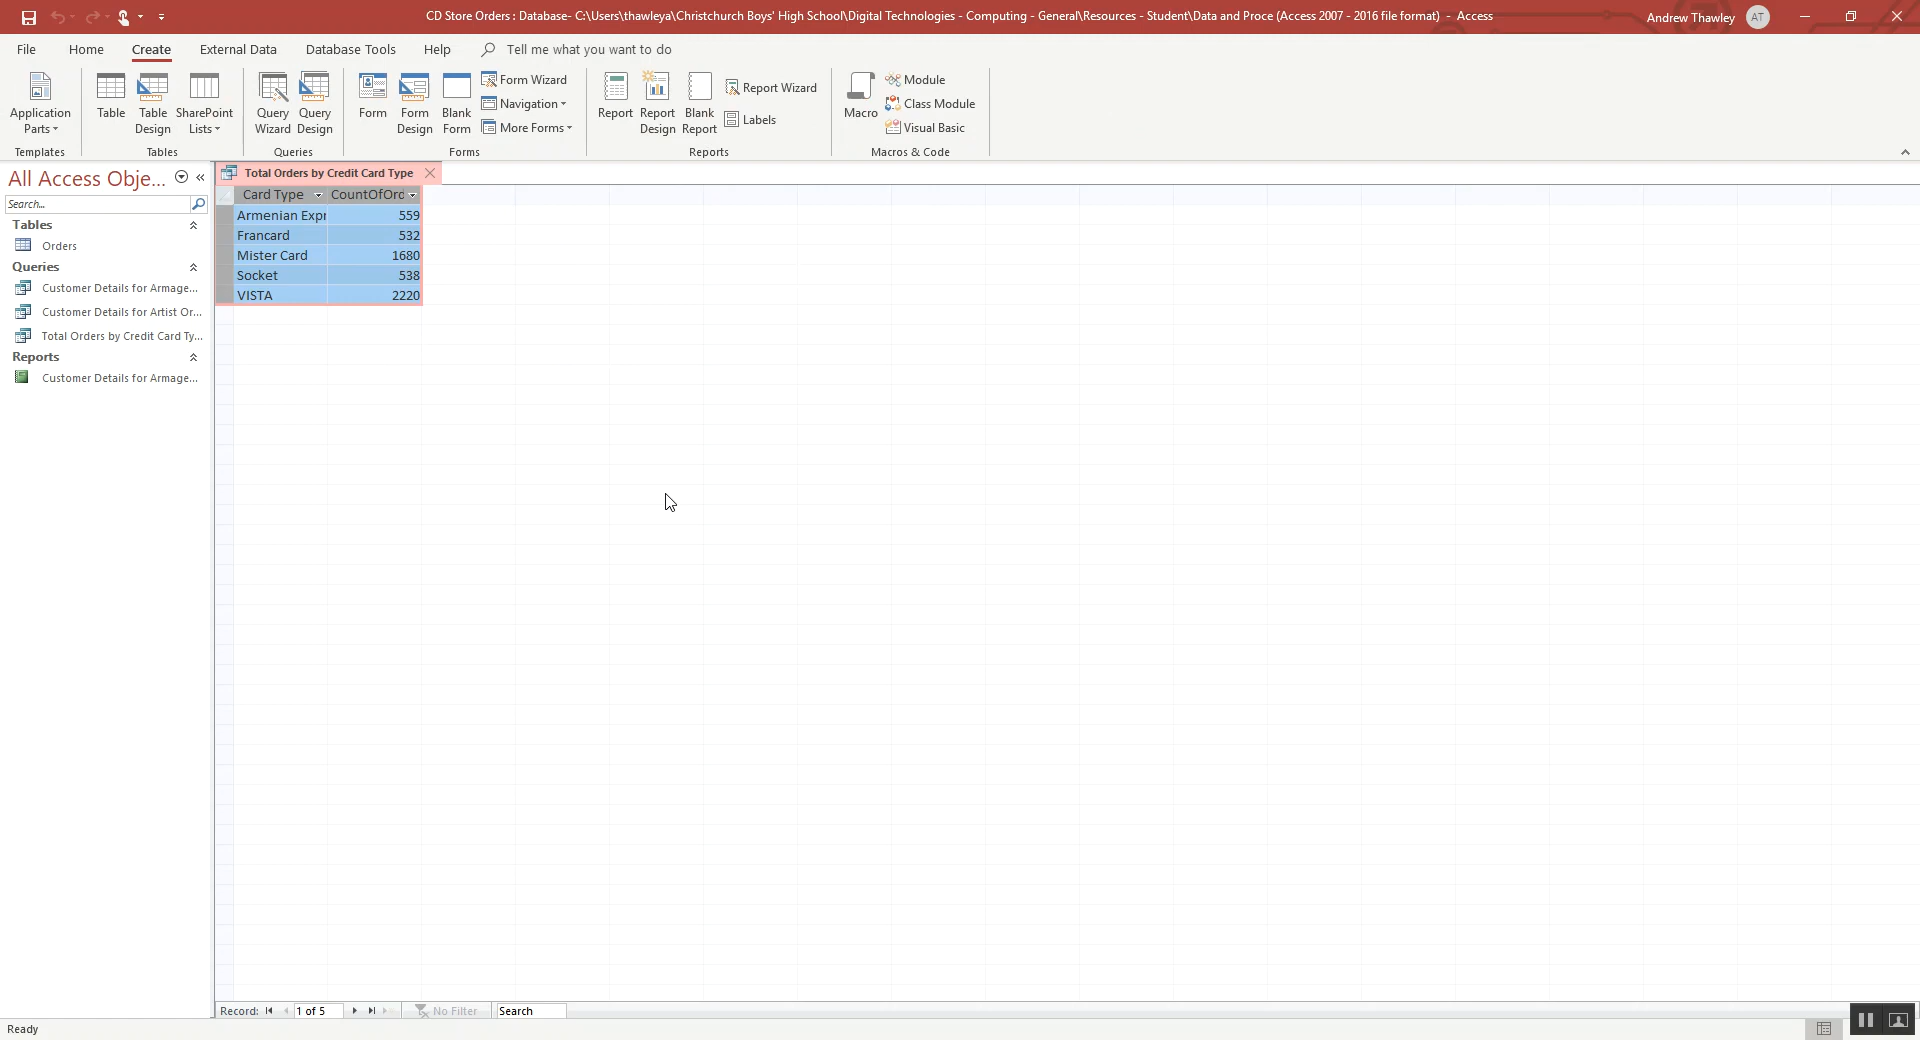 CD Store Orders : Database- C:\Users\thawleya\Christchurch Boys' High School\Digital Technologies - Computing - General\Resources - Student\Data and Proce (Access 2007 - 2016 file format) - Access
Andrew Thawley
AT
File
Home
Create
External Data
Database Tools
Help
Tell me what you want to do
Application Parts
Table
Table Design
SharePoint Lists
Query Wizard
Query Design
Form
Form Design
Blank Form
Form Wizard
Navigation
More Forms
Report
Report Design
Blank Report
Report Wizard
Labels
Macro
Module
Class Module
Visual Basic
Templates
Tables
Queries
Forms
Reports
Macros & Code
All Access Obje...
Search...
Tables
Orders
Queries
Customer Details for Armage...
Customer Details for Artist Or...
Total Orders by Credit Card Ty...
Reports
Customer Details for Armage...
Total Orders by Credit Card Type
Card Type CountOfOrd
Armenian Expr 559
Francard 532
Mister Card 1680
Socket 538
VISTA 2220
Record: 1 of 5 No Filter Search
Ready